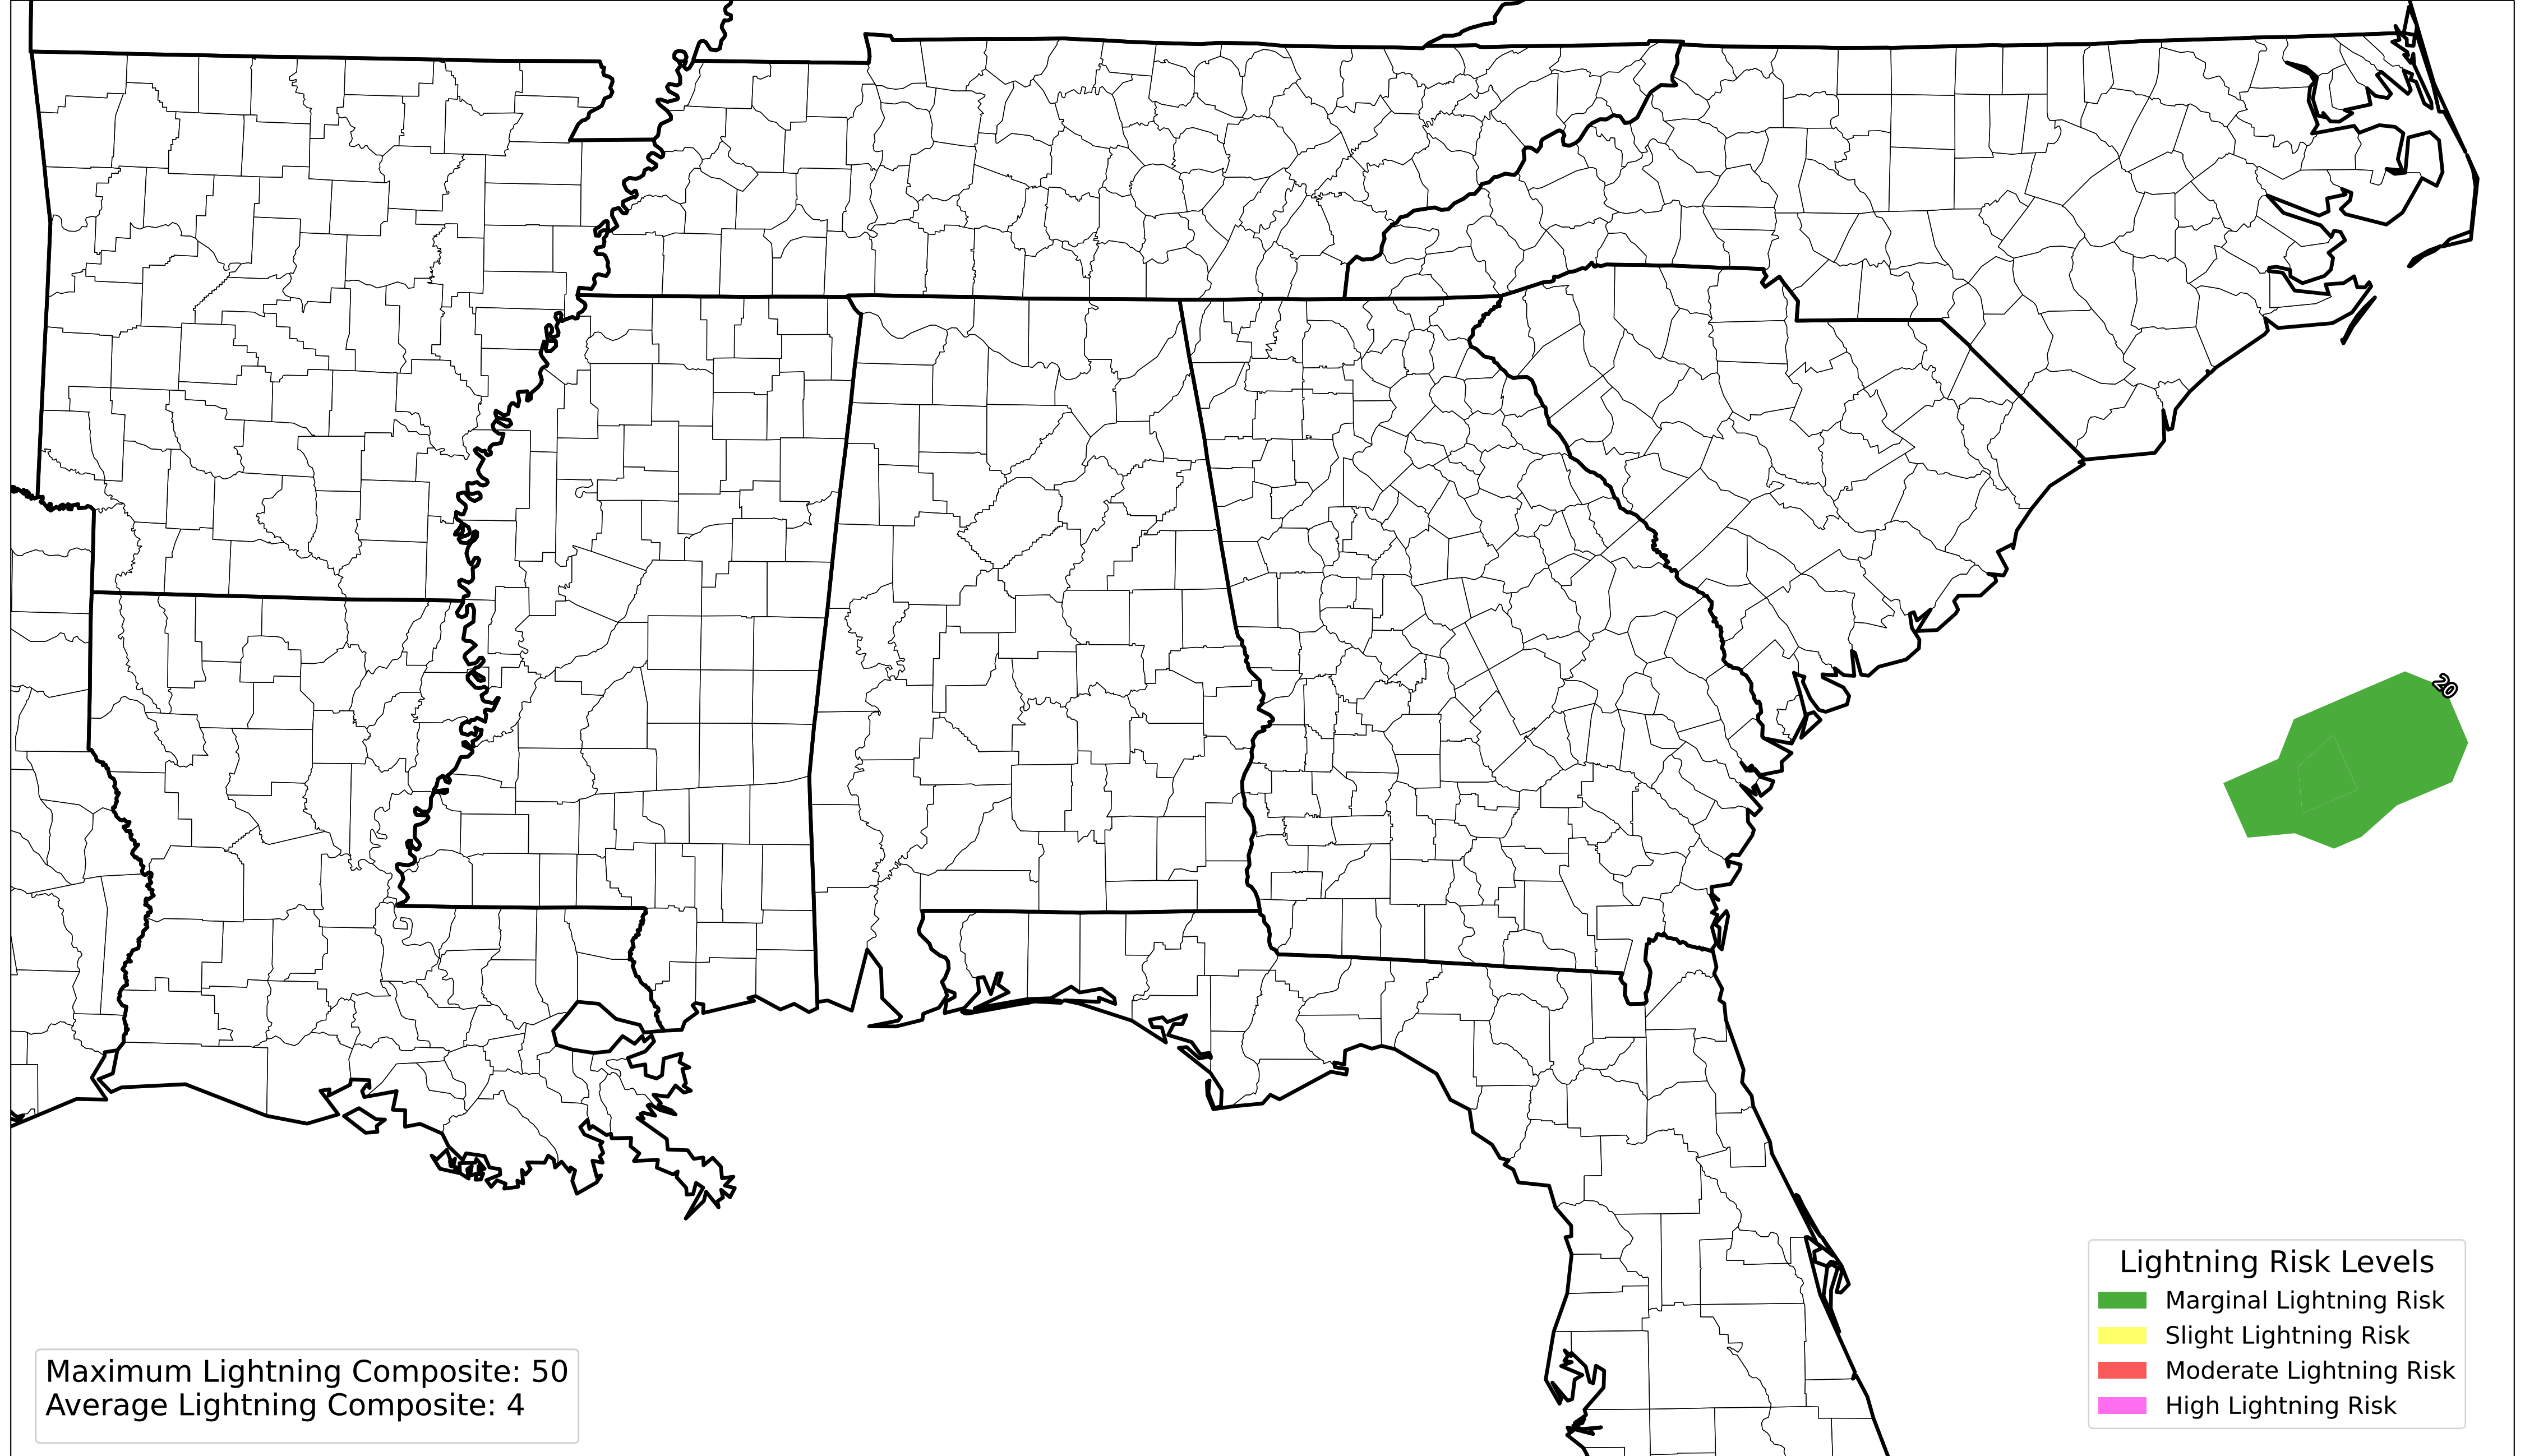 20
Lightning Risk Levels
Marginal Lightning Risk
Slight Lightning Risk
Moderate Lightning Risk
High Lightning Risk
Maximum Lightning Composite: 50
Average Lightning Composite: 4